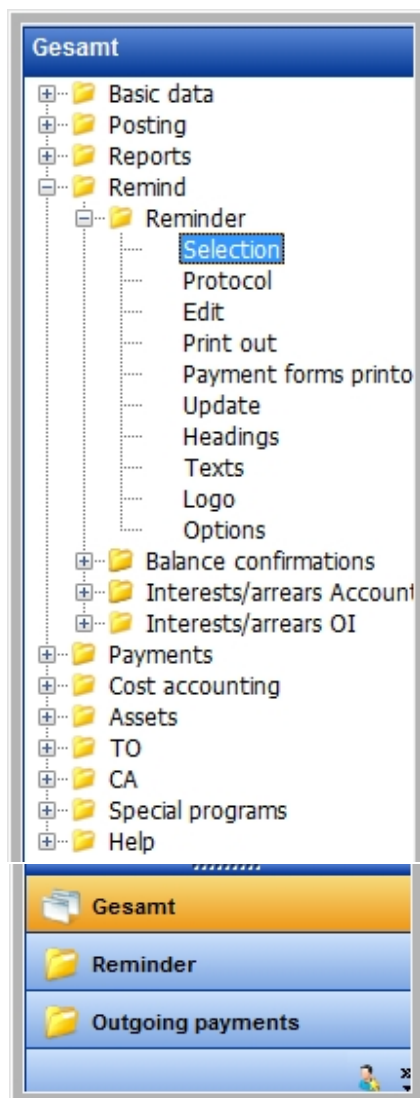 Gesamt
Basic data
Posting
Reports
Remind
Reminder
Selection
Protocol
Edit
Print out
Payment forms printo
Update
Headings
Texts
Logo
Options
Balance confirmations
Interests/arrears Account
Interests/arrears OI
Payments
Cost accounting
Assets
TO
CA
Special programs
Help
Gesamt
Reminder
Outgoing payments